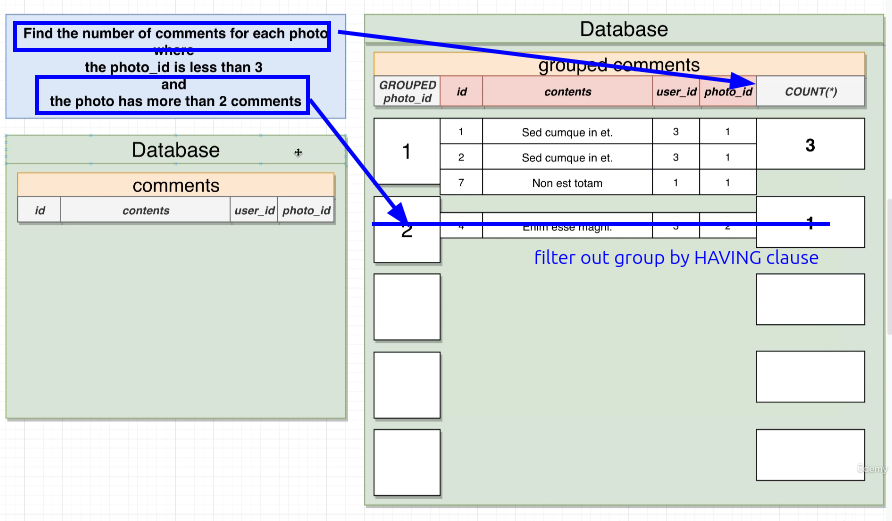 Find the number of comments for each photo
where
the photo_id is less than 3
and
the photo has more than 2 comments
Database
comments
id contents user_id photo_id
Database
grouped comments
GROUPED photo_id
id contents user_id photo_id COUNT(*)
1
1 Sed cumque in et. 3 1
2 Sed cumque in et. 3 1
7 Non est totam 1 1
3
2
4 Enim esse magni. 3 2
1
filter out group by HAVING clause
Udemy